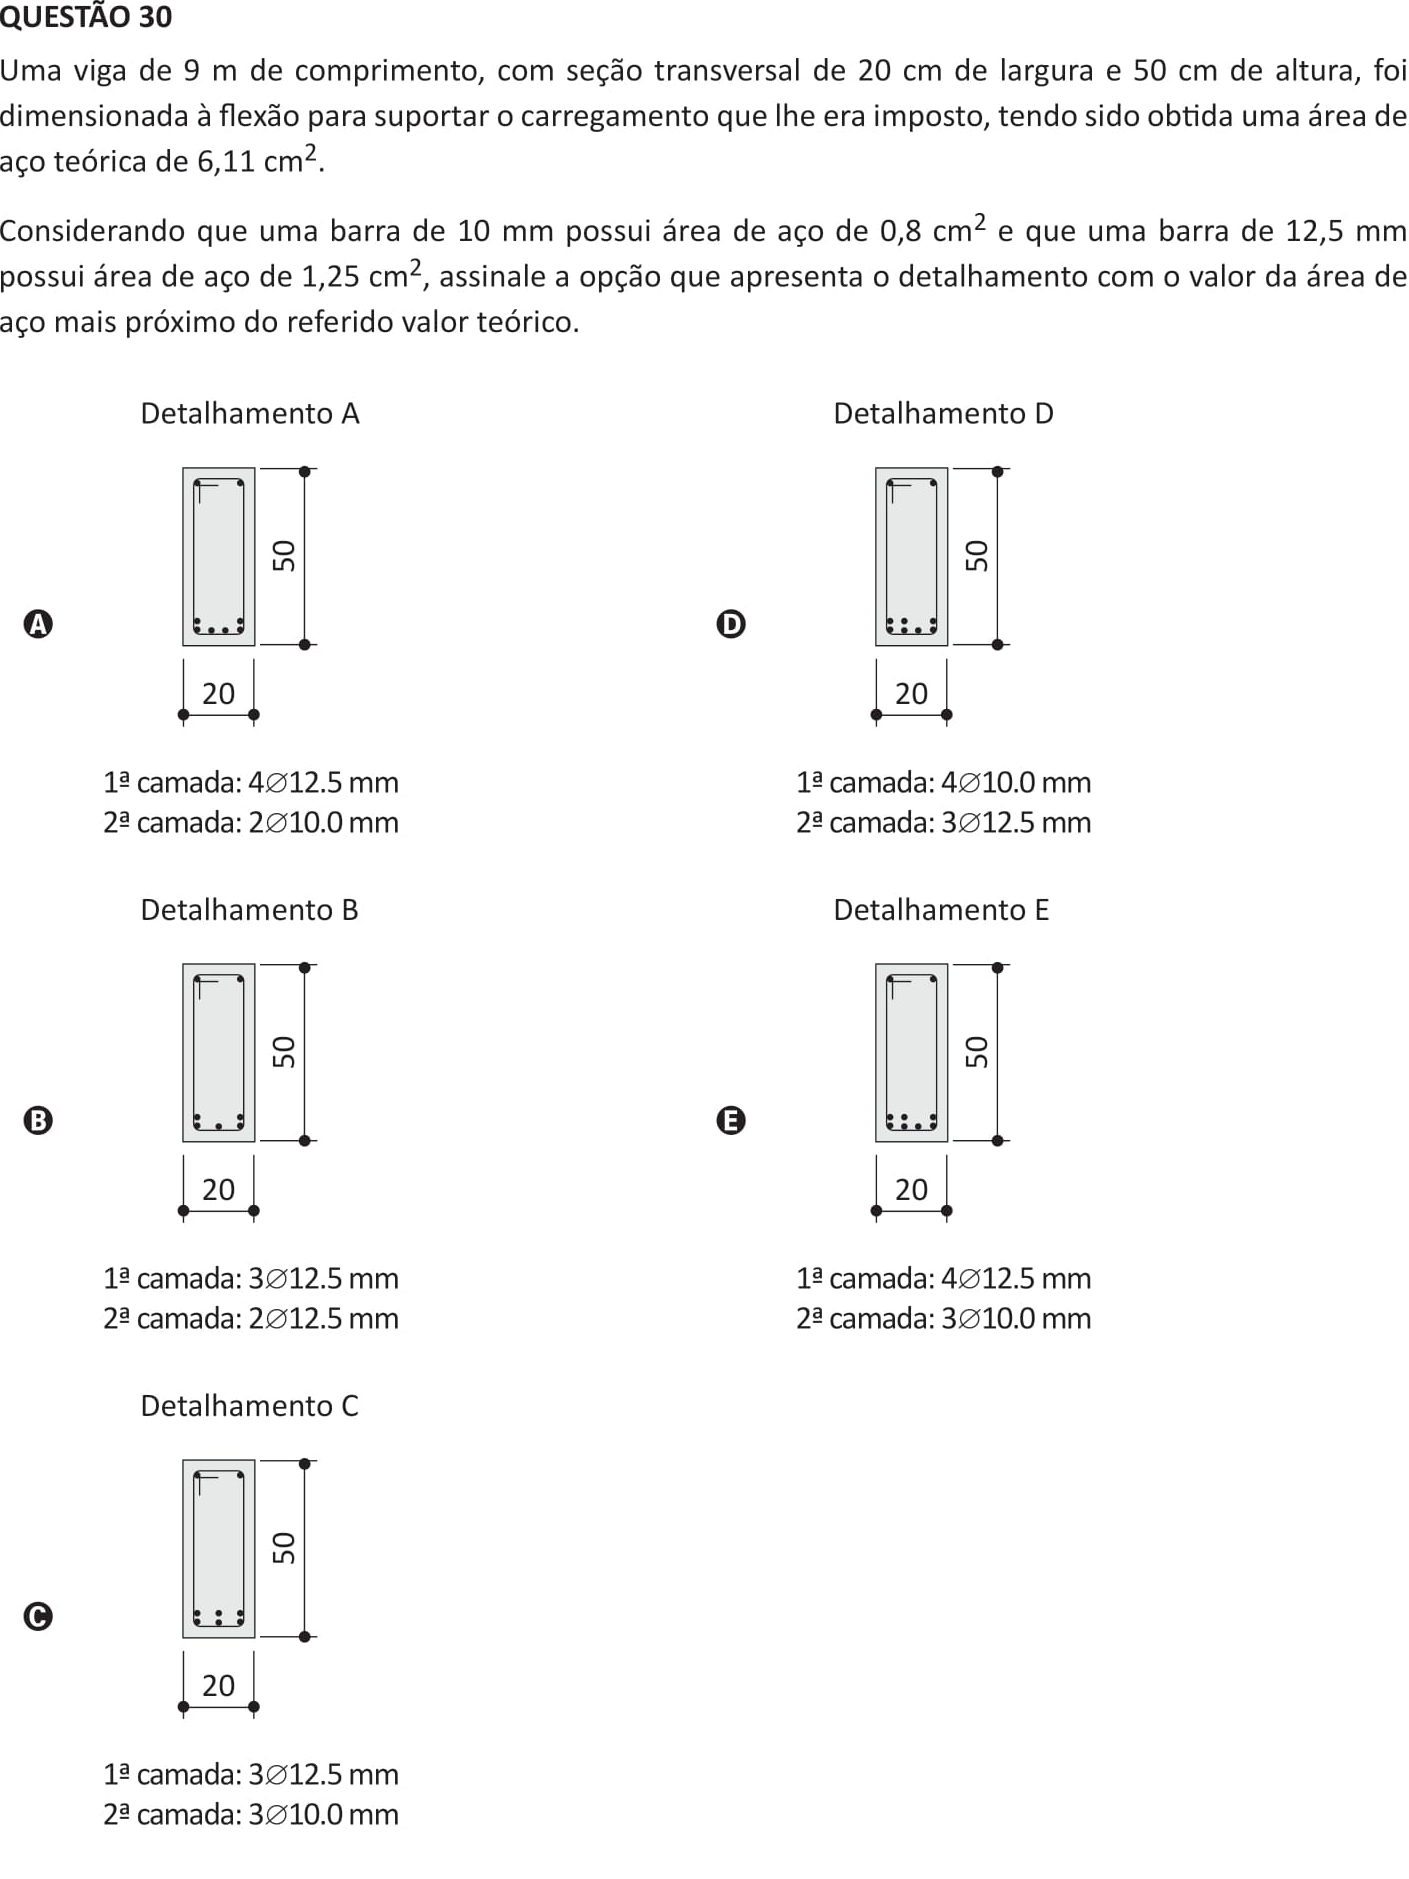 QUESTÃO 30
Uma viga de 9 m de comprimento, com seção transversal de 20 cm de largura e 50 cm de altura, foi
dimensionada à flexão para suportar o carregamento que lhe era imposto, tendo sido obtida uma área de
aço teórica de 6,11 cm².
Considerando que uma barra de 10 mm possui área de aço de 0,8 cm² e que uma barra de 12,5 mm
possui área de aço de 1,25 cm², assinale a opção que apresenta o detalhamento com o valor da área de
aço mais próximo do referido valor teórico.
Detalhamento A
50
A
20
1ª camada: 4∅12.5 mm
2ª camada: 2∅10.0 mm
Detalhamento B
50
B
20
1ª camada: 3∅12.5 mm
2ª camada: 2∅12.5 mm
Detalhamento C
50
C
20
1ª camada: 3∅12.5 mm
2ª camada: 3∅10.0 mm
Detalhamento D
50
D
20
1ª camada: 4∅10.0 mm
2ª camada: 3∅12.5 mm
Detalhamento E
50
E
20
1ª camada: 4∅12.5 mm
2ª camada: 3∅10.0 mm